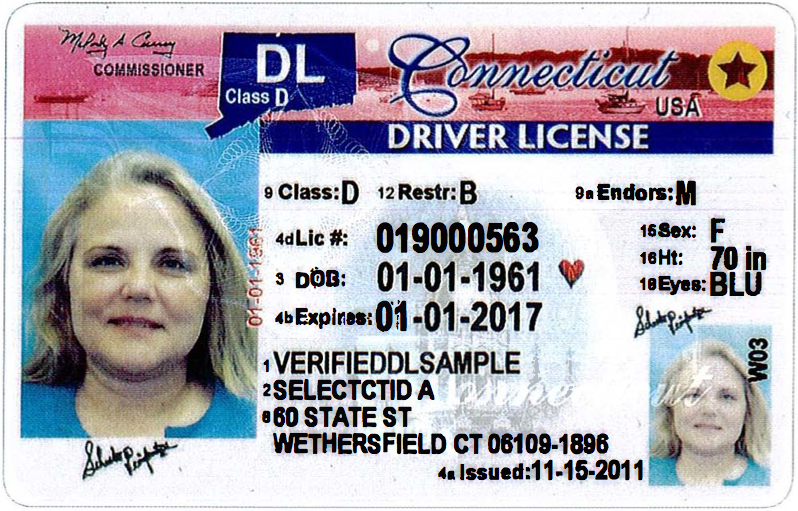 COMMISSIONER
DL
Class D
Connecticut
USA
DRIVER LICENSE
9 Class: D 12 Restr: B 9a Endors: M
4d Lic #: 019000563
3 DOB: 01-01-1961
4b Expires: 01-01-2017
15 Sex: F
16 Ht: 70 in
18 Eyes: BLU
01-01-1961
1 VERIFIEDDLSAMPLE
2 SELECTCTID A
8 60 STATE ST
WETHERSFIELD CT 06109-1896
4a Issued: 11-15-2011
Connecticut
W03